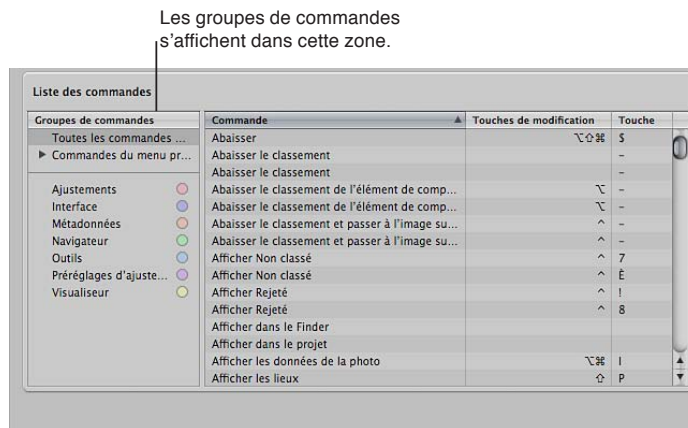 Les groupes de commandes
s’affichent dans cette zone.
Liste des commandes
Groupes de commandes Commande Touches de modification Touche
Toutes les commandes ... Abaisser ⌥⇧⌘ $
Commandes du menu pr... Abaisser le classement –
Abaisser le classement –
Ajustements Abaisser le classement de l’élément de comp... ⌥ –
Interface Abaisser le classement de l’élément de comp... ⌥ –
Métadonnées Abaisser le classement et passer à l’image su... ^ –
Navigateur Abaisser le classement et passer à l’image su... ^ –
Outils Afficher Non classé ^ 7
Préréglages d’ajuste... Afficher Non classé ^ È
Visualiseur Afficher Rejeté ^ !
Afficher Rejeté ^ 8
Afficher dans le Finder
Afficher dans le projet
Afficher les données de la photo ⌥⌘ I
Afficher les lieux ⇧ P